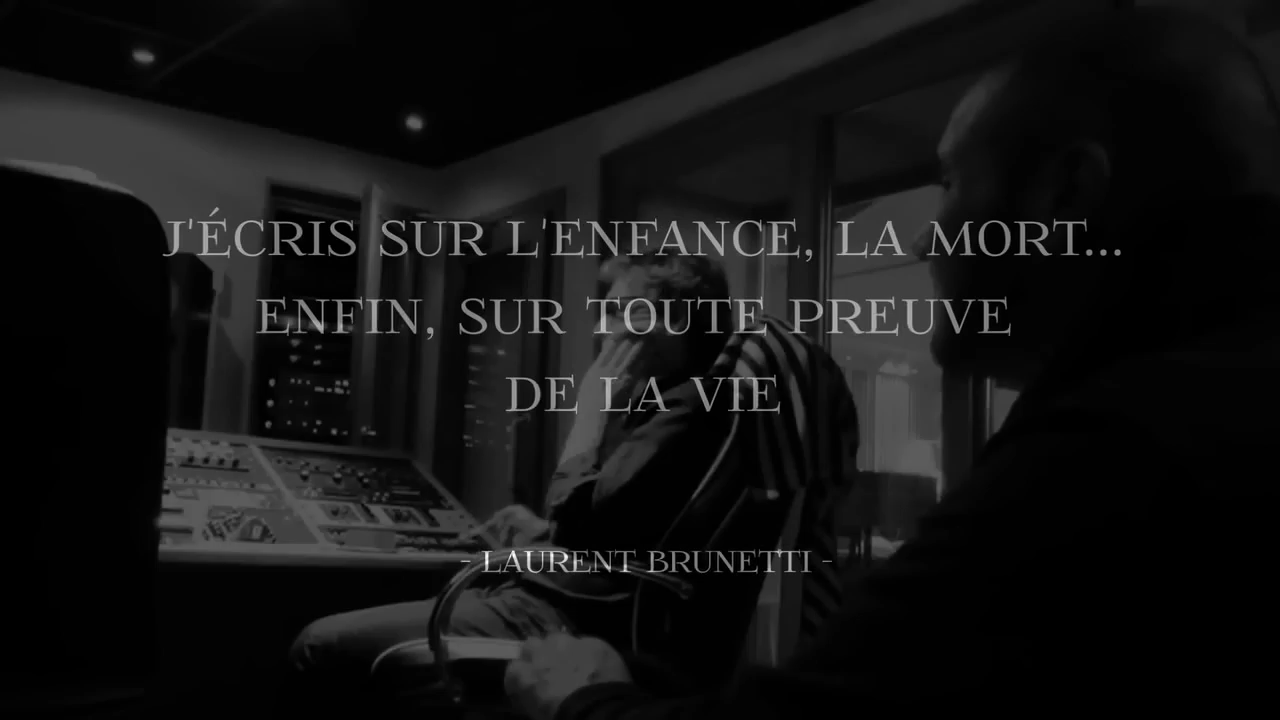 J'ÉCRIS SUR L'ENFANCE, LA MORT...
ENFIN, SUR TOUTE PREUVE
DE LA VIE
- LAURENT BRUNETTI -